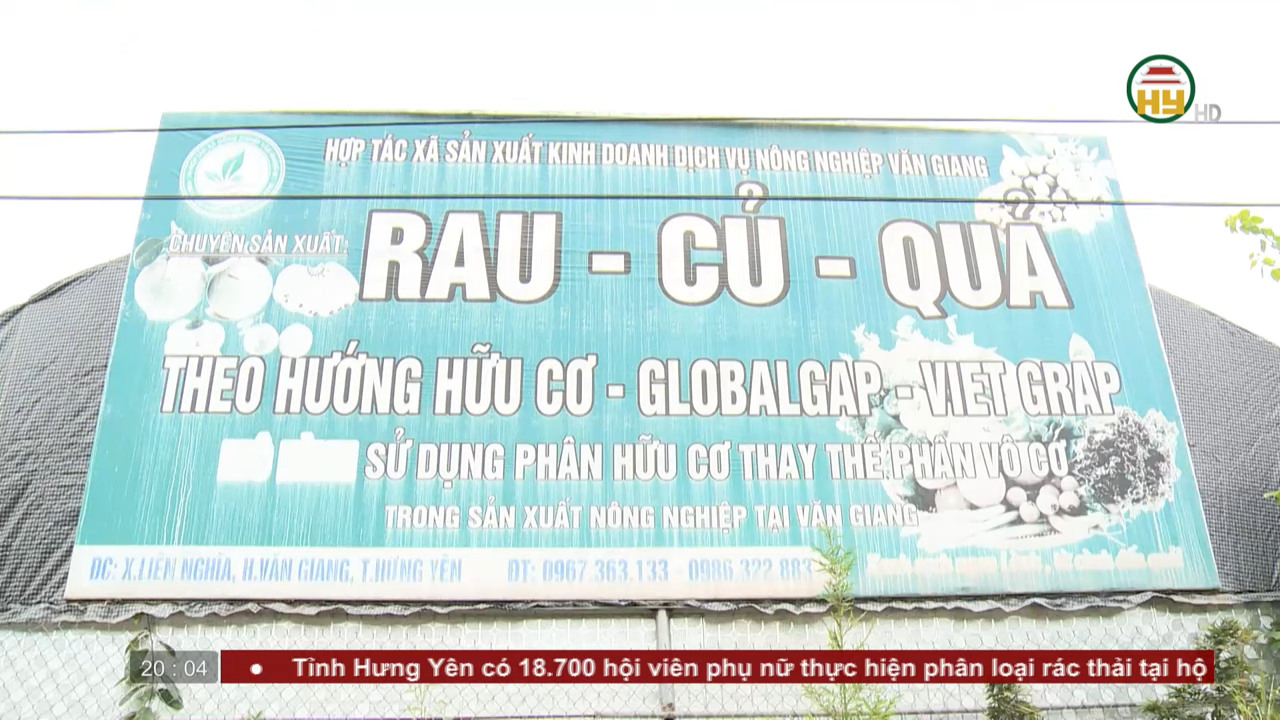 HY HD
HỢP TÁC XÃ SẢN XUẤT KINH DOANH DỊCH VỤ NÔNG NGHIỆP VĂN GIANG
CHUYÊN SẢN XUẤT:
RAU - CỦ - QUẢ
THEO HƯỚNG HỮU CƠ - GLOBALGAP - VIET GRAP
SỬ DỤNG PHÂN HỮU CƠ THAY THẾ PHÂN VÔ CƠ
TRONG SẢN XUẤT NÔNG NGHIỆP TẠI VĂN GIANG
ĐC: X.LIÊN NGHĨA, H.VĂN GIANG, T.HƯNG YÊN ĐT: 0967 363 133 - 0986 322 883
20 : 04 • Tỉnh Hưng Yên có 18.700 hội viên phụ nữ thực hiện phân loại rác thải tại hộ